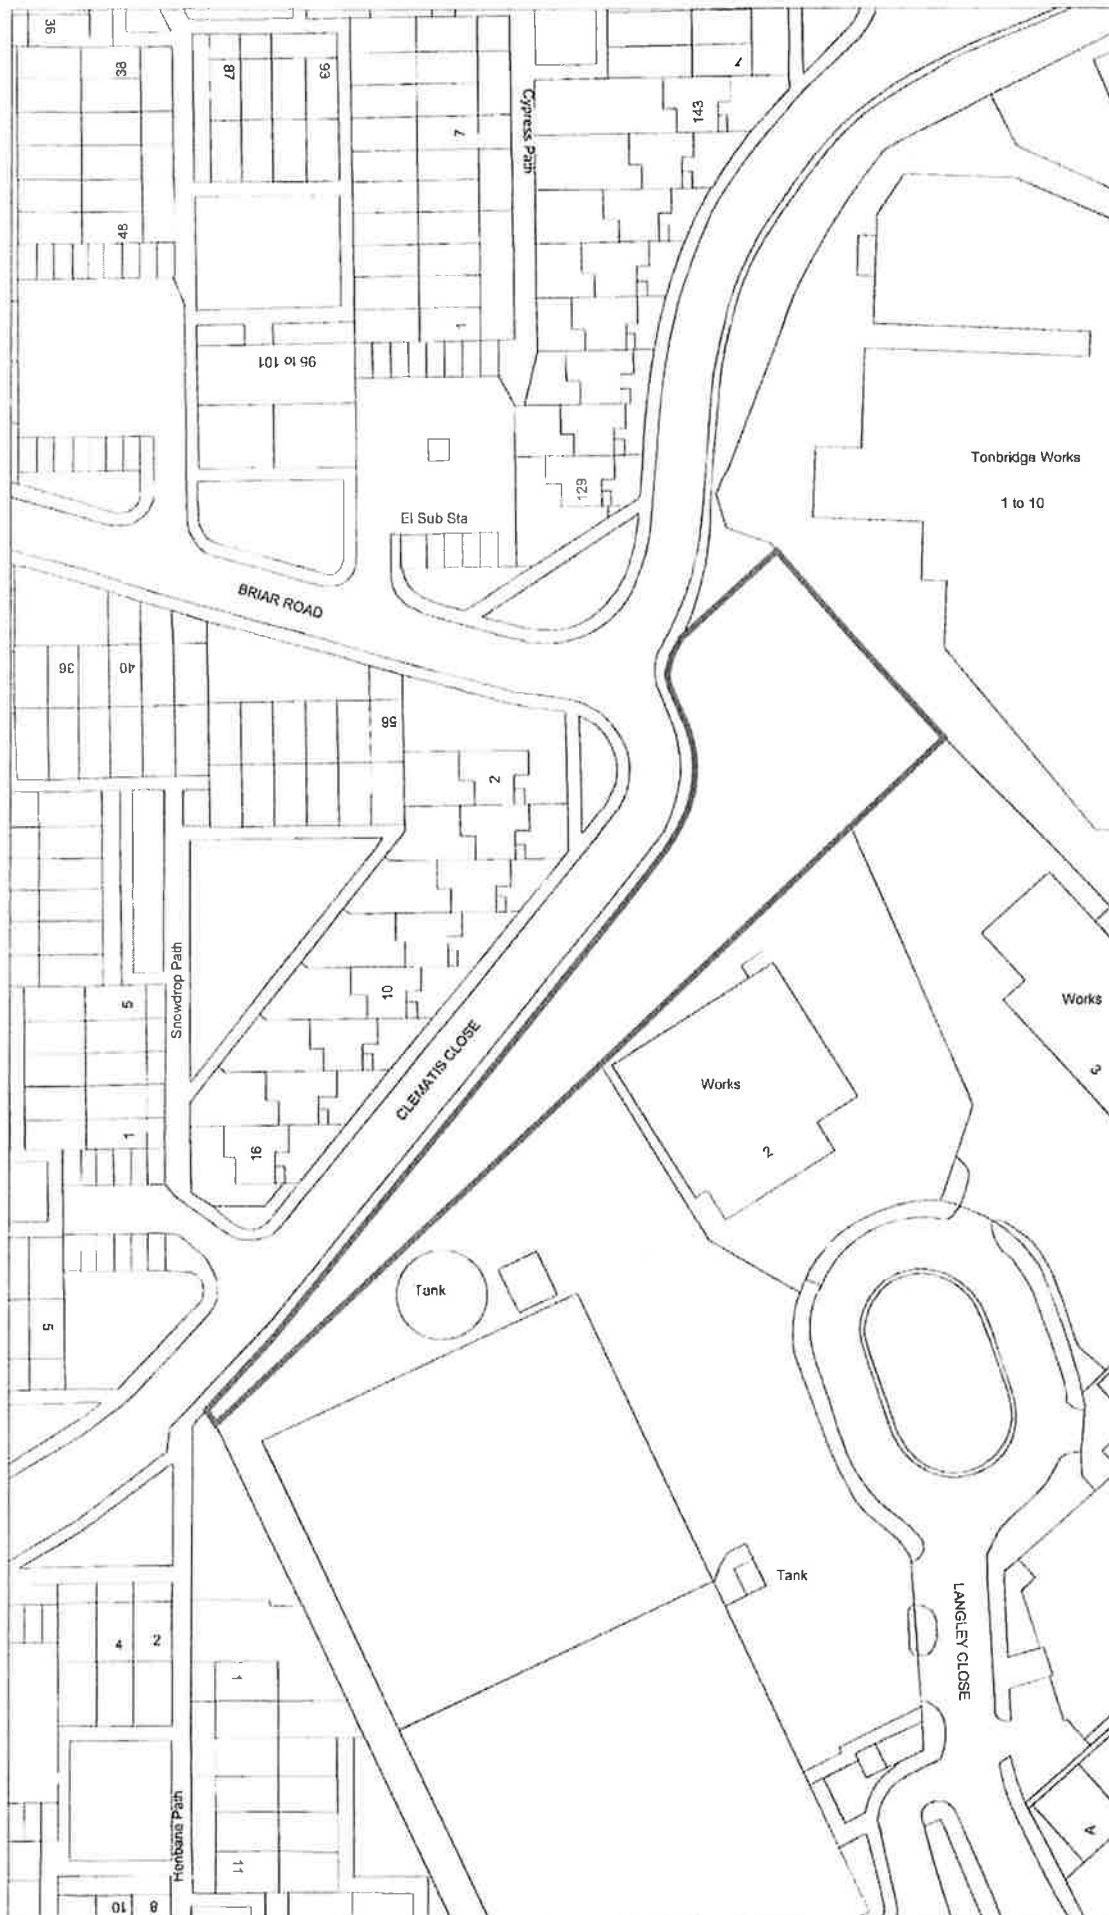 36
38
87
93
7
143
7
Cypress Path
48
1
95 to 101
129
Tonbridge Works
1 to 10
El Sub Sta
BRIAR ROAD
36
40
56
2
Snowdrop Path
5
10
CLEMATIS CLOSE
Works
3
Works
2
1
16
Tank
5
Tank
LANGLEY CLOSE
4
2
1
Henbane Path
11
A
10
8